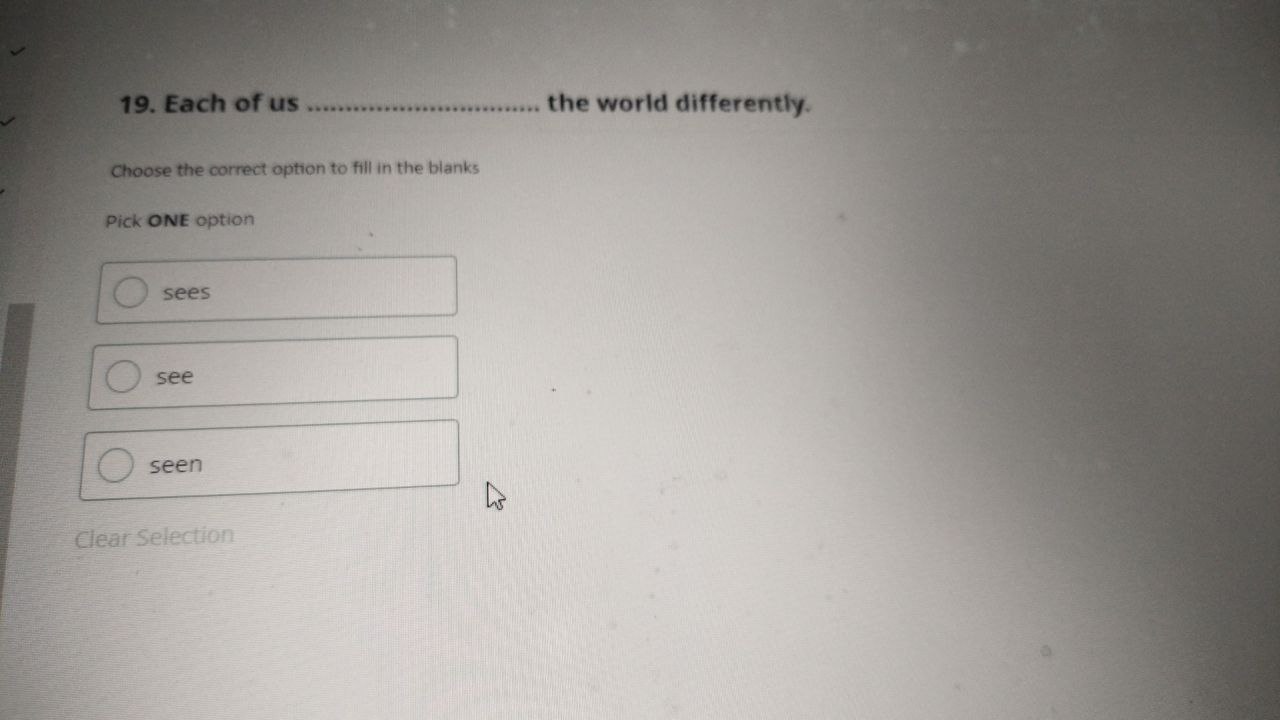 19. Each of us ............................... the world differently.
Choose the correct option to fill in the blanks
Pick ONE option
sees
see
seen
Clear Selection